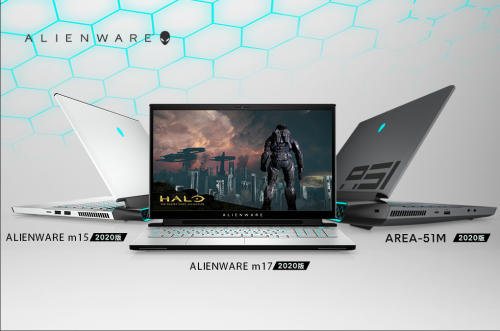 ALIENWARE
HALO
ALIENWARE
A51
ALIENWARE m15 2020版
AREA-51M 2020版
ALIENWARE m17 2020版